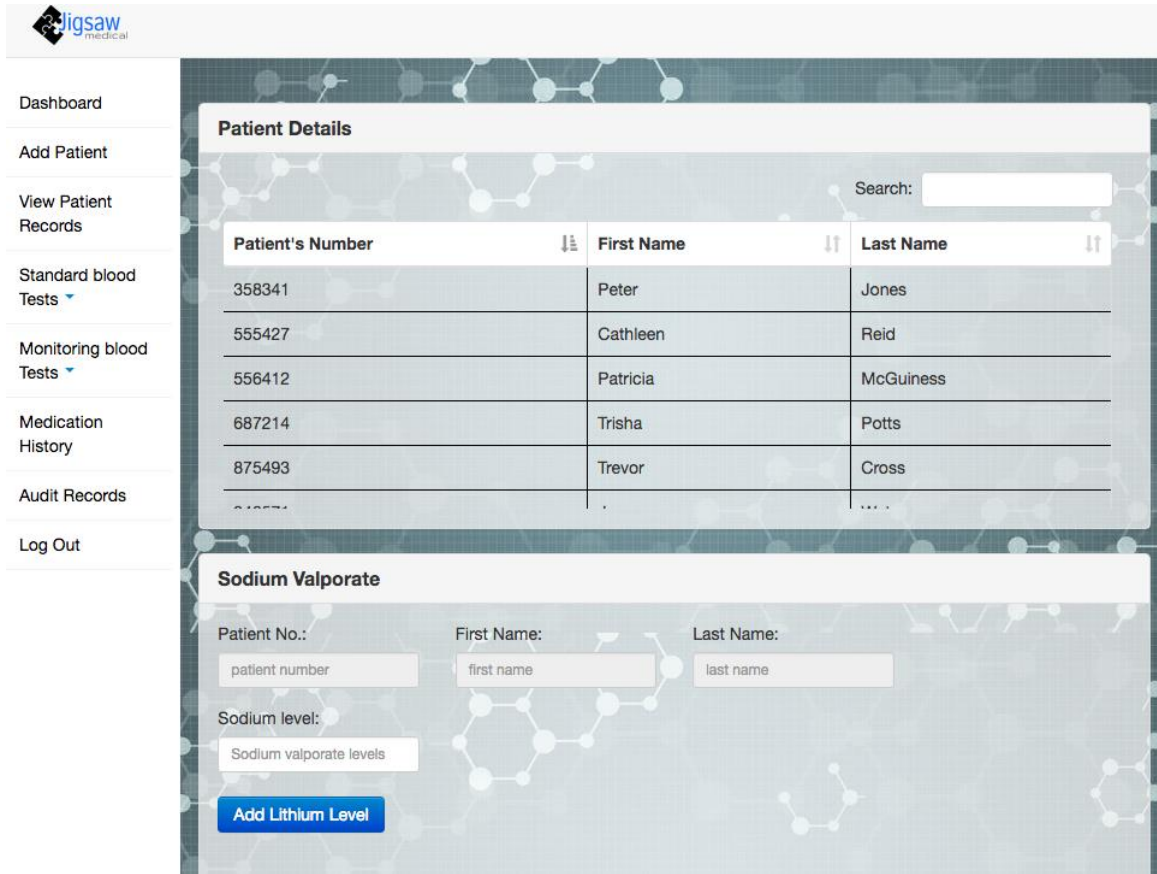 Jigsaw
medical
Dashboard
Add Patient
View Patient
Records
Standard blood
Tests
Monitoring blood
Tests
Medication
History
Audit Records
Log Out
Patient Details
Search:
Patient's Number First Name Last Name
358341 Peter Jones
555427 Cathleen Reid
556412 Patricia McGuiness
687214 Trisha Potts
875493 Trevor Cross
Sodium Valporate
Patient No.: First Name: Last Name:
patient number first name last name
Sodium level:
Sodium valporate levels
Add Lithium Level